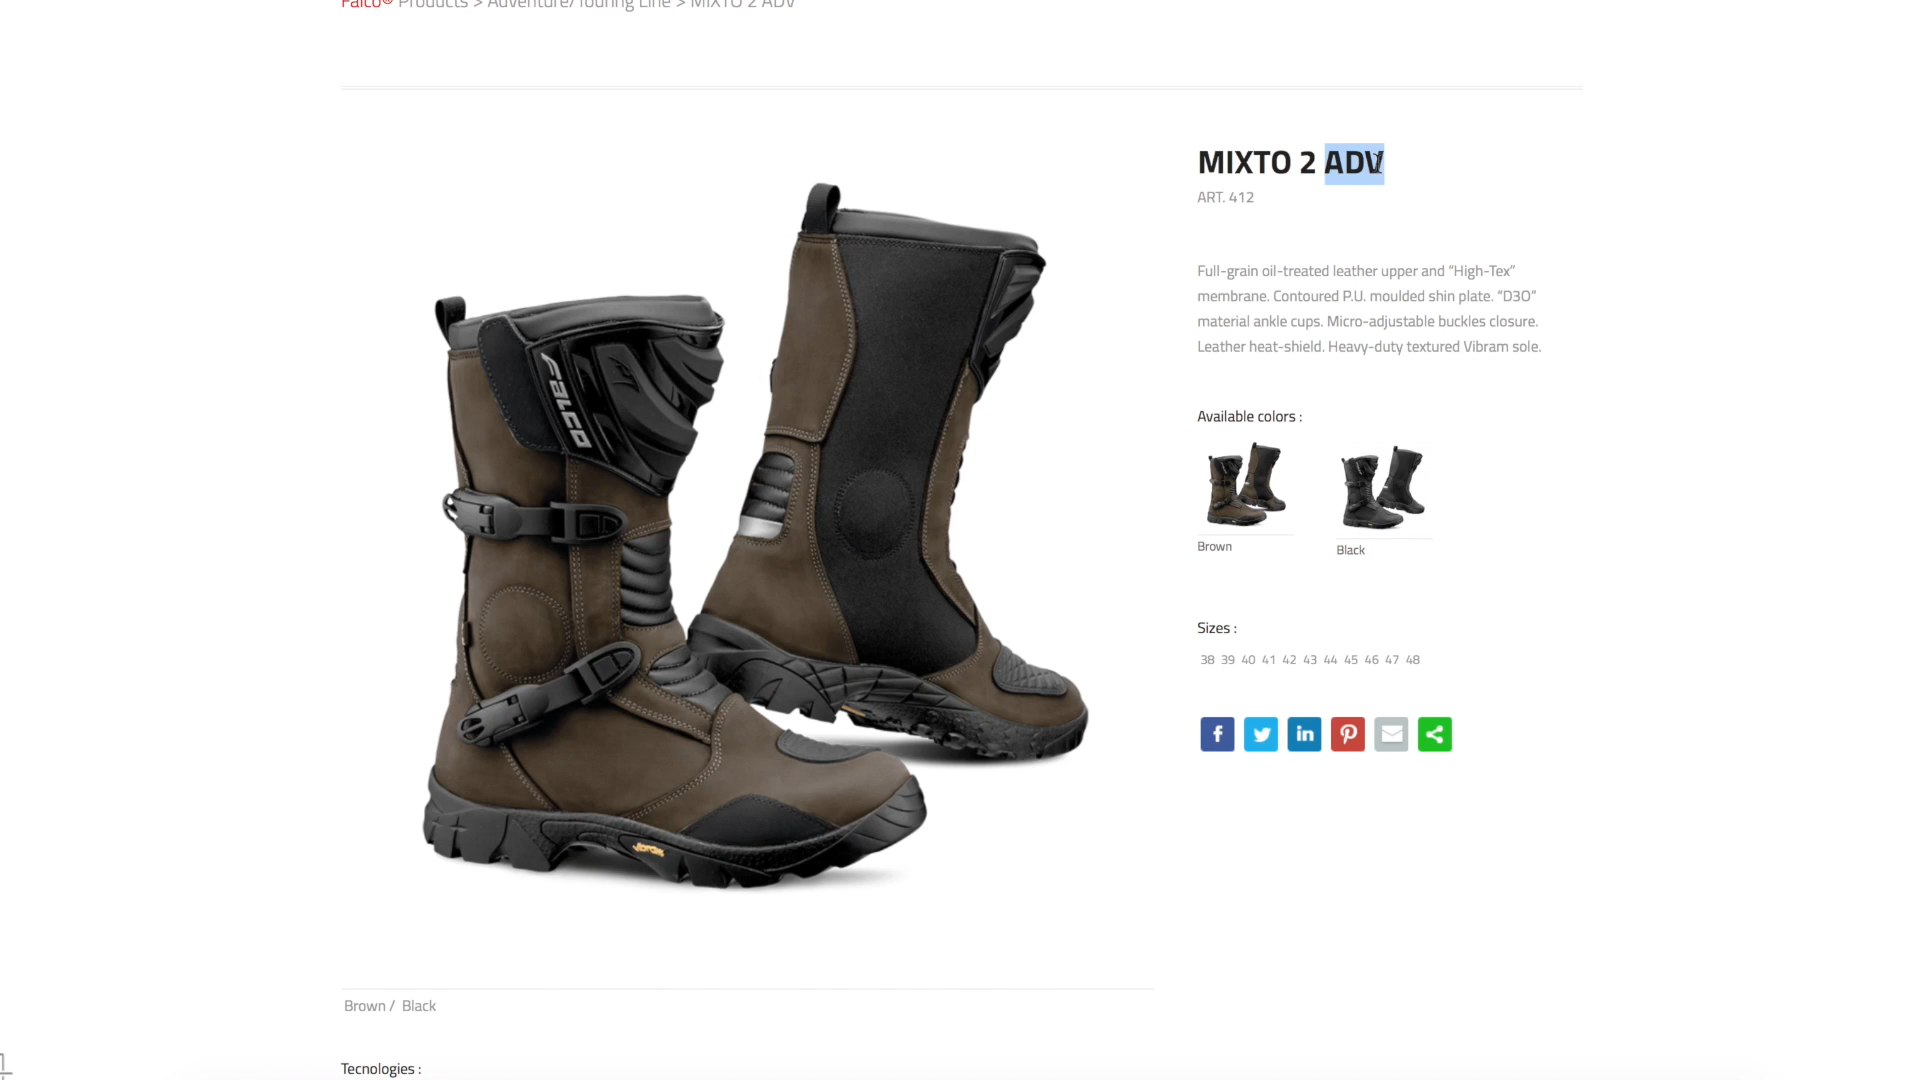 Falco® Products > Adventure/Touring Line > MIXTO 2 ADV
MIXTO 2 ADV
ART. 412
Full-grain oil-treated leather upper and “High-Tex”
membrane. Contoured P.U. moulded shin plate. “D3O”
material ankle cups. Micro-adjustable buckles closure.
Leather heat-shield. Heavy-duty textured Vibram sole.
Available colors :
Brown
Black
Sizes :
38 39 40 41 42 43 44 45 46 47 48
FALCO
vibram
Brown / Black
Tecnologies :